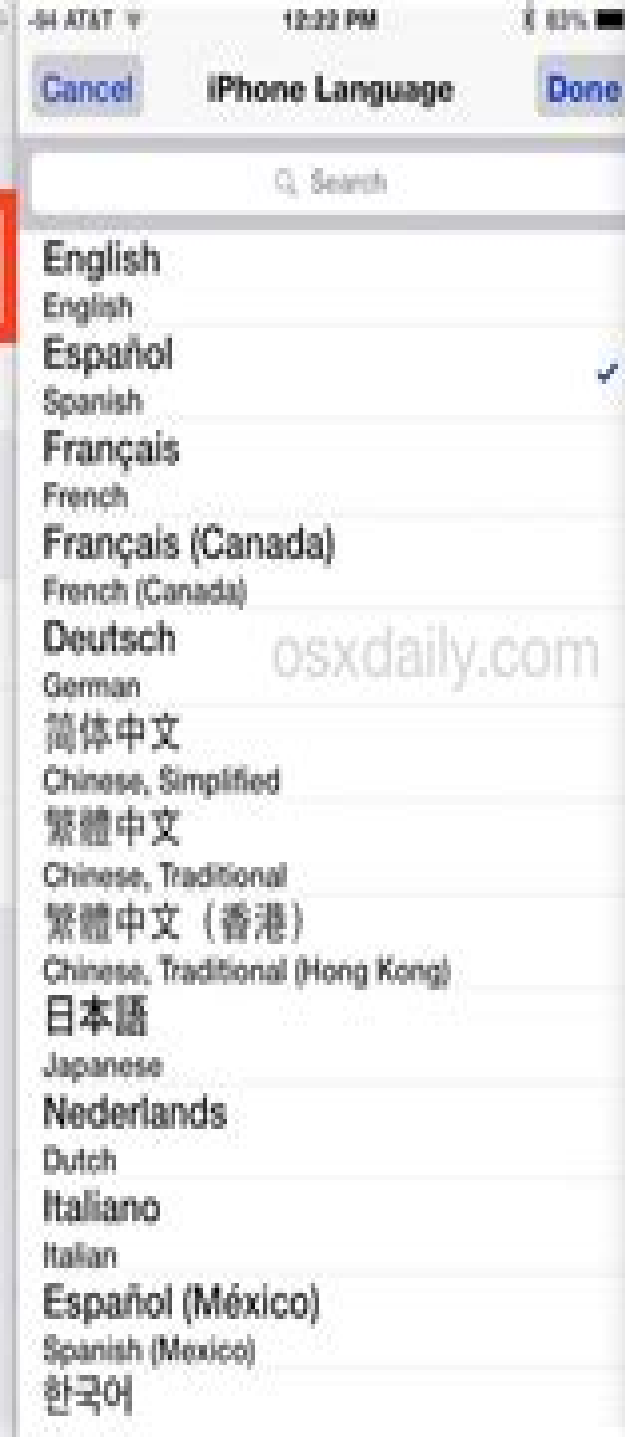 -94 AT&T 12:22 PM 83%
Cancel iPhone Language Done
Search
English
English
Español
Spanish
Français
French
Français (Canada)
French (Canada)
Deutsch
osxdaily.com
German
简体中文
Chinese, Simplified
繁體中文
Chinese, Traditional
繁體中文（香港）
Chinese, Traditional (Hong Kong)
日本語
Japanese
Nederlands
Dutch
Italiano
Italian
Español (México)
Spanish (Mexico)
한국어